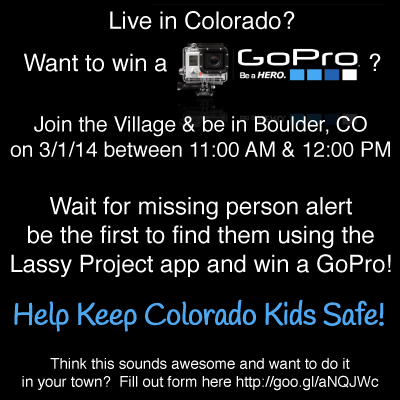 Live in Colorado?
Want to win a GoPro ?
Be a HERO.
Join the Village & be in Boulder, CO
on 3/1/14 between 11:00 AM & 12:00 PM
Wait for missing person alert
be the first to find them using the
Lassy Project app and win a GoPro!
Help Keep Colorado Kids Safe!
Think this sounds awesome and want to do it
in your town? Fill out form here http://goo.gl/aNQJWc